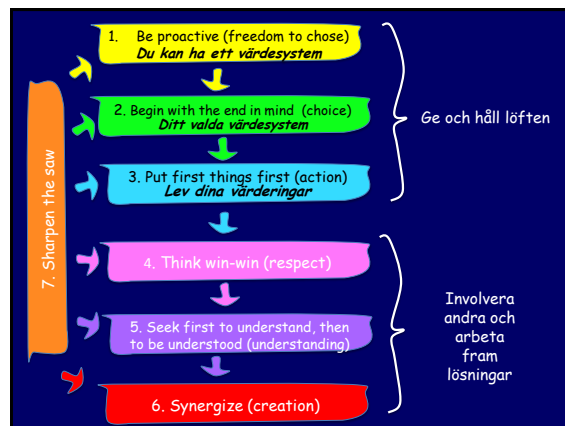 1. Be proactive (freedom to chose)
Du kan ha ett värdesystem
2. Begin with the end in mind (choice)
Ditt valda värdesystem
3. Put first things first (action)
Lev dina värderingar
Ge och håll löften
7. Sharpen the saw
4. Think win-win (respect)
5. Seek first to understand, then
to be understood (understanding)
6. Synergize (creation)
Involvera
andra och
arbeta
fram
lösningar